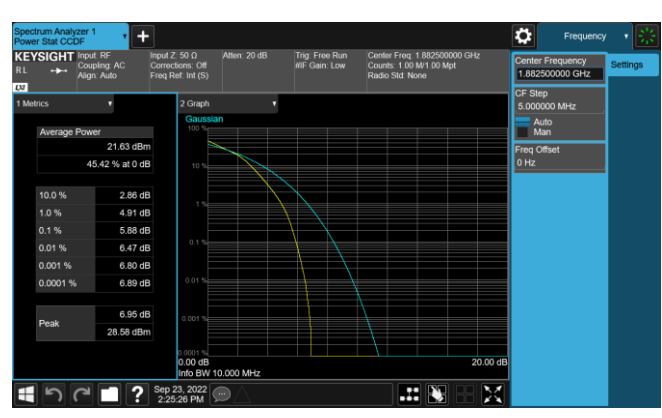 Spectrum Analyzer 1
Power Stat CCDF
Frequency
KEYSIGHT
RL
LXI
Input: RF
Coupling: AC
Align: Auto
Input Z: 50 Ω
Corrections: Off
Freq Ref: Int (S)
Atten: 20 dB
Trig: Free Run
#IF Gain: Low
Center Freq: 1.882500000 GHz
Counts: 1.00 M/1.00 Mpt
Radio Std: None
Center Frequency
1.882500000 GHz
Settings
CF Step
5.000000 MHz
Auto
Man
Freq Offset
0 Hz
1 Metrics
Average Power
21.63 dBm
45.42 % at 0 dB
10.0 % 2.86 dB
1.0 % 4.91 dB
0.1 % 5.88 dB
0.01 % 6.47 dB
0.001 % 6.80 dB
0.0001 % 6.89 dB
Peak 6.95 dB
28.58 dBm
2 Graph
Gaussian
100 %
10 %
1 %
0.1 %
0.01 %
0.001 %
0.0001 %
0.00 dB 20.00 dB
Info BW 10.000 MHz
?
Sep 23, 2022
2:25:26 PM